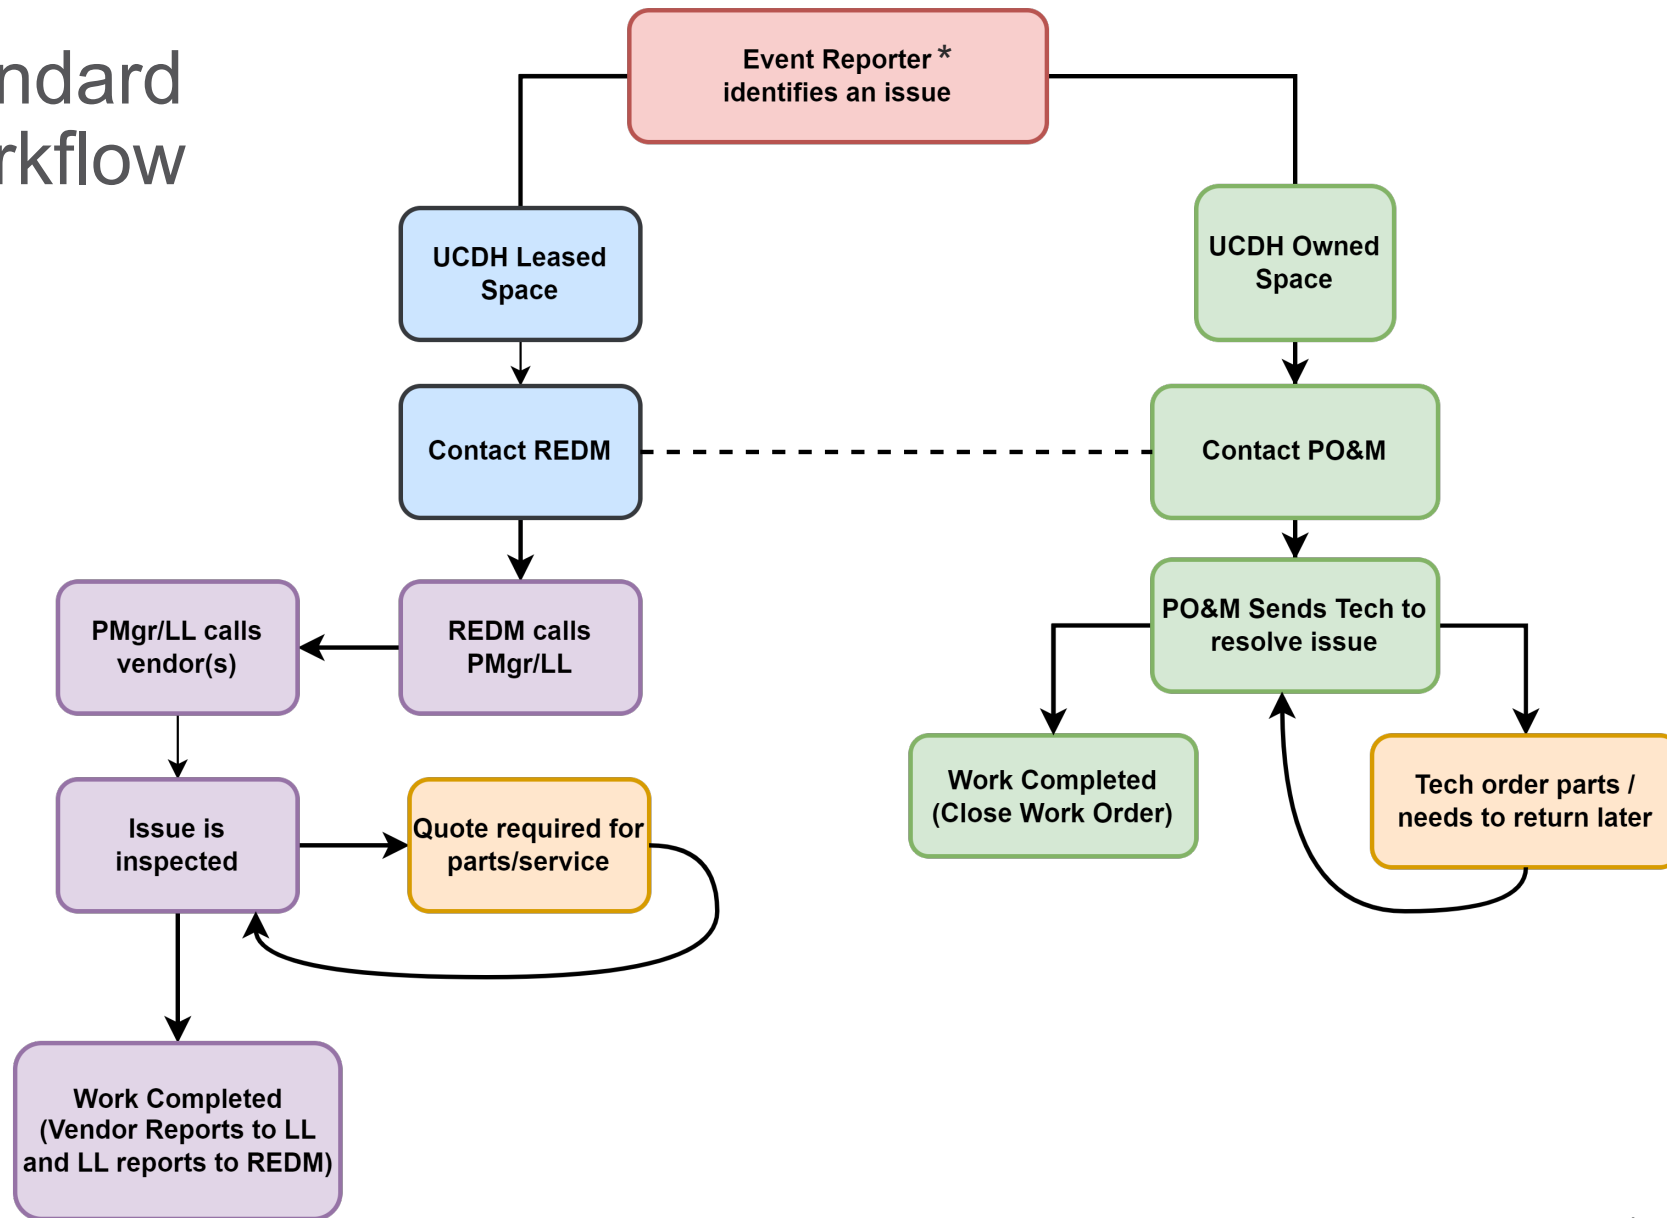 ndard
rkflow
Event Reporter *
identifies an issue
UCDH Leased
Space
UCDH Owned
Space
Contact REDM
Contact PO&M
PMgr/LL calls
vendor(s)
REDM calls
PMgr/LL
PO&M Sends Tech to
resolve issue
Issue is
inspected
Quote required for
parts/service
Work Completed
(Close Work Order)
Tech order parts /
needs to return later
Work Completed
(Vendor Reports to LL
and LL reports to REDM)